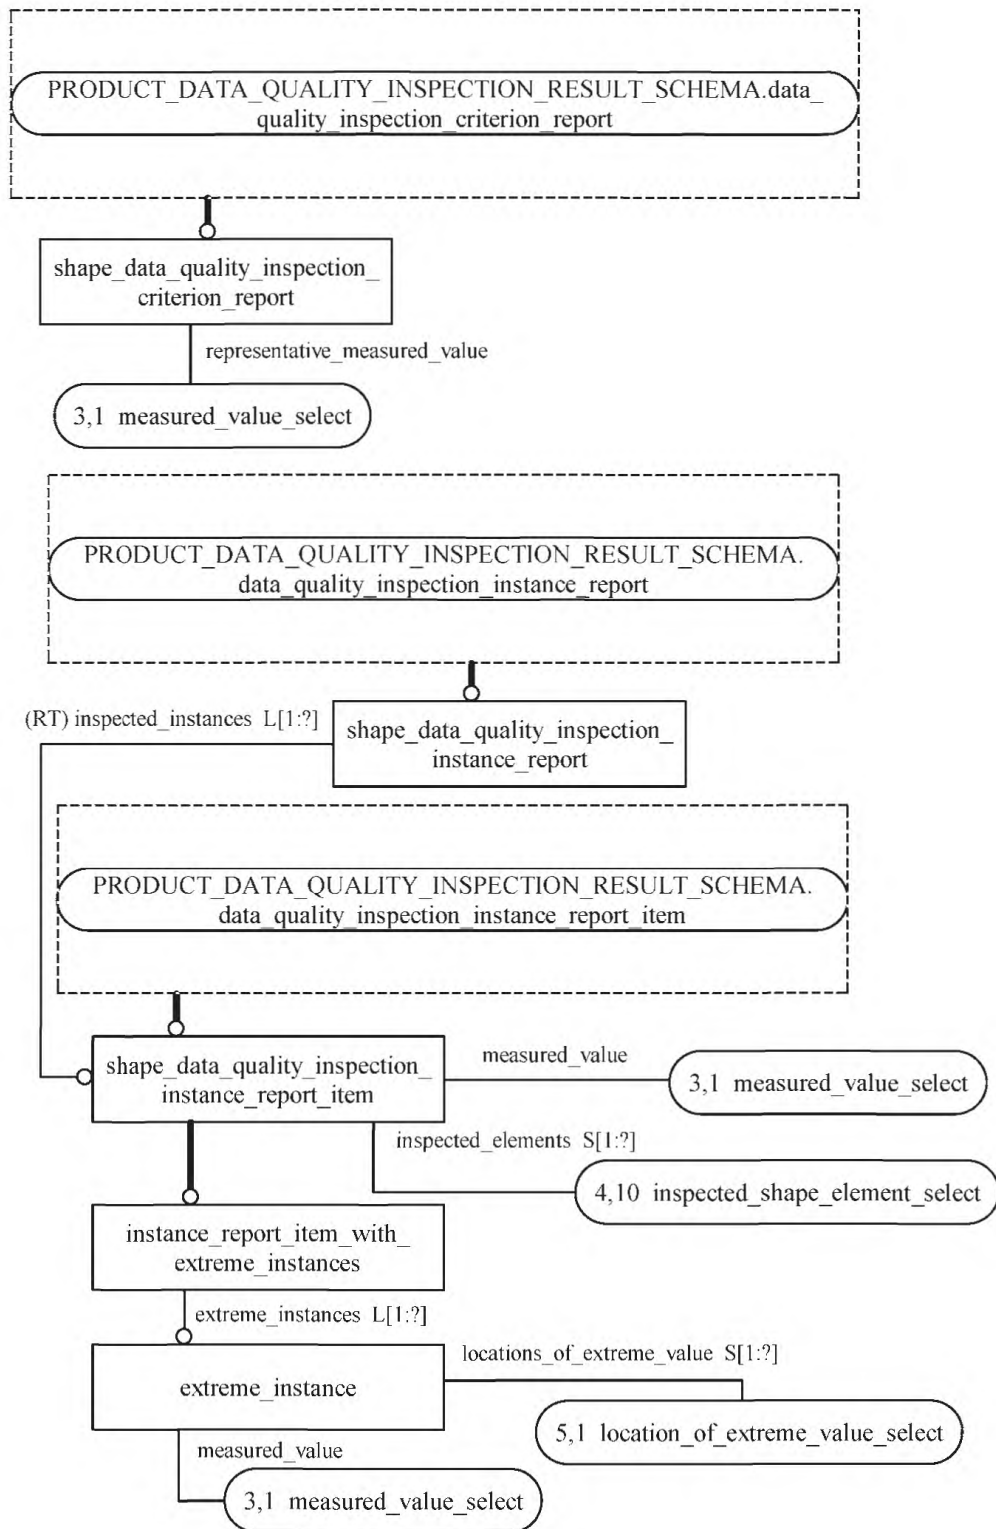 PRODUCT_DATA_QUALITY_INSPECTION_RESULT_SCHEMA.data_
quality_inspection_criterion_report
shape_data_quality_inspection_
criterion_report
representative_measured_value
3,1 measured_value_select
PRODUCT_DATA_QUALITY_INSPECTION_RESULT_SCHEMA.
data_quality_inspection_instance_report
(RT) inspected_instances L[1:?]
shape_data_quality_inspection_
instance_report
PRODUCT_DATA_QUALITY_INSPECTION_RESULT_SCHEMA.
data_quality_inspection_instance_report_item
shape_data_quality_inspection_
instance_report_item
measured_value
3,1 measured_value_select
inspected_elements S[1:?]
4,10 inspected_shape_element_select
instance_report_item_with_
extreme_instances
extreme_instances L[1:?]
locations_of_extreme_value S[1:?]
extreme_instance
5,1 location_of_extreme_value_select
measured_value
3,1 measured_value_select